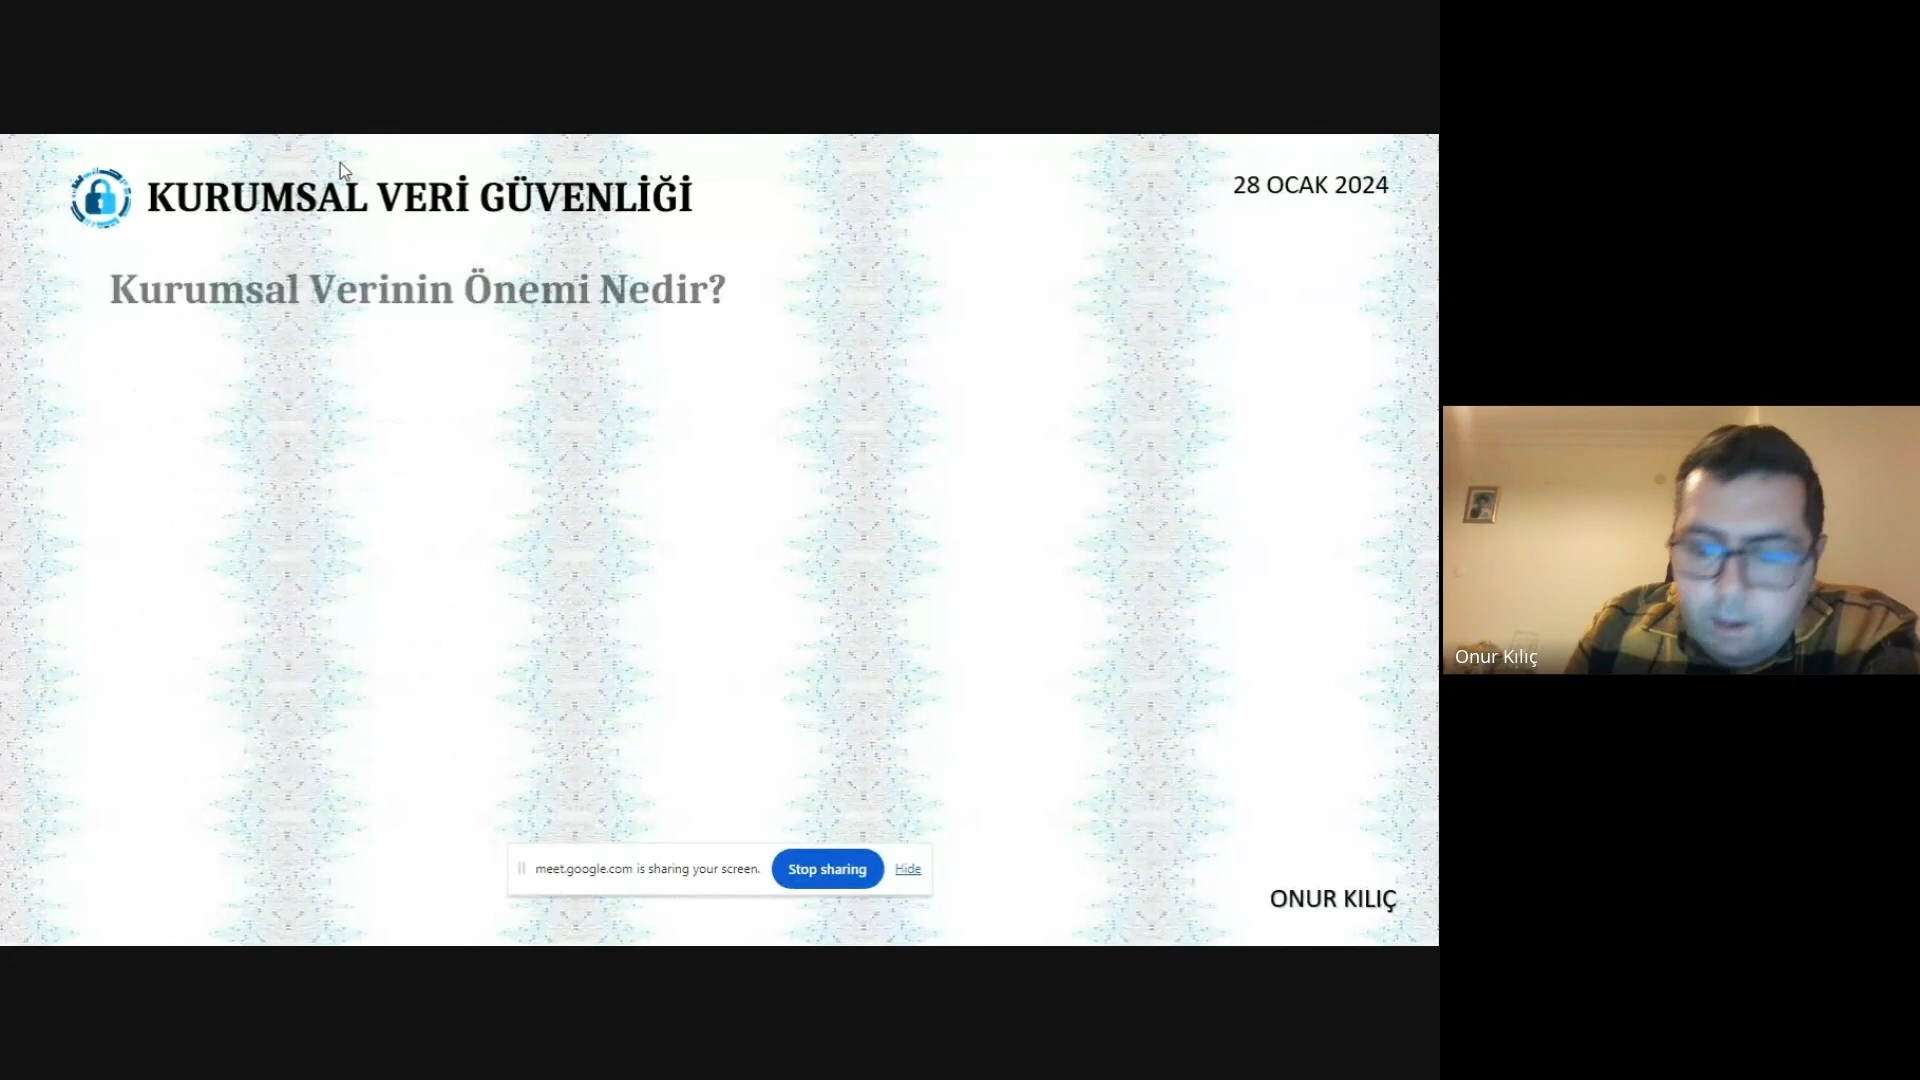 KURUMSAL VERİ GÜVENLİĞİ
28 OCAK 2024
Kurumsal Verinin Önemi Nedir?
Onur Kılıç
meet.google.com is sharing your screen.
Stop sharing
Hide
ONUR KILIÇ